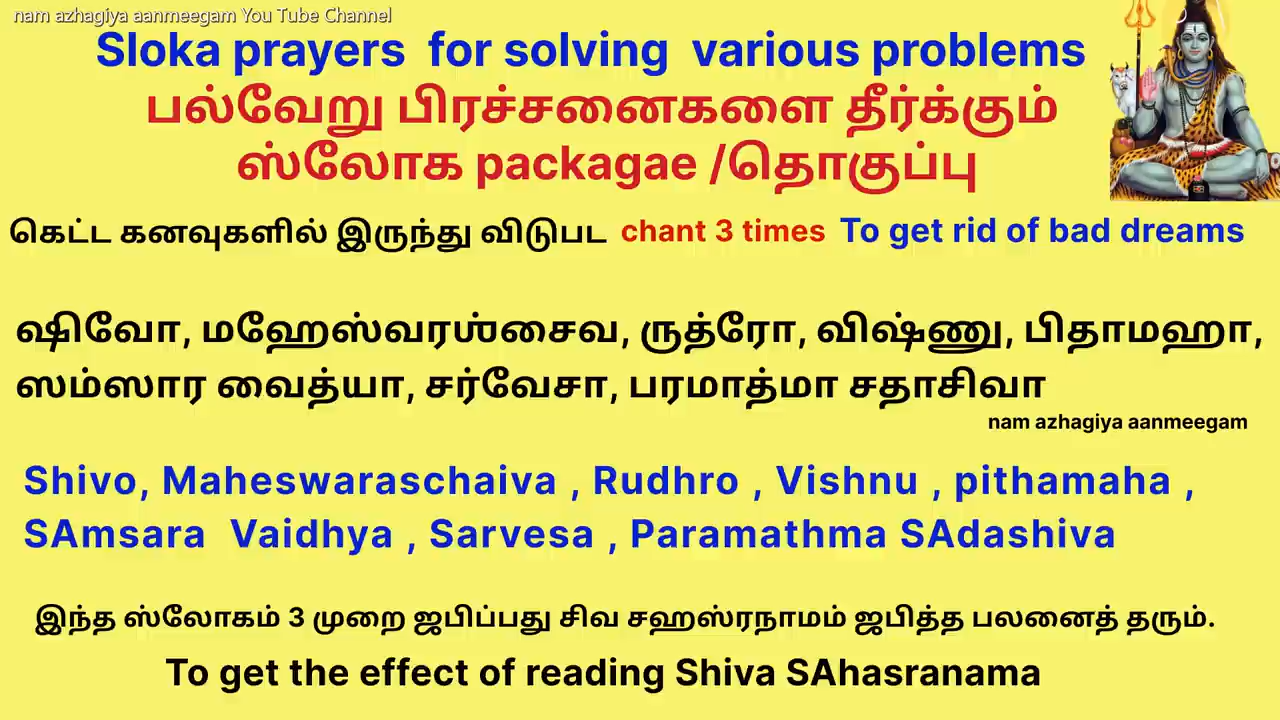 nam azhagiya aanmeegam You Tube Channel
Sloka prayers for solving various problems
பல்வேறு பிரச்சனைகளை தீர்க்கும்
ஸ்லோக packagae /தொகுப்பு
கெட்ட கனவுகளில் இருந்து விடுபட chant 3 times To get rid of bad dreams
ஷிவோ, மஹேஸ்வரஶ்சைவ, ருத்ரோ, விஷ்ணு, பிதாமஹா,
ஸம்ஸார வைத்யா, சர்வேசா, பரமாத்மா சதாசிவா
nam azhagiya aanmeegam
Shivo, Maheswaraschaiva , Rudhro , Vishnu , pithamaha ,
SAmsara Vaidhya , Sarvesa , Paramathma SAdashiva
இந்த ஸ்லோகம் 3 முறை ஜபிப்பது சிவ சஹஸ்ரநாமம் ஜபித்த பலனைத் தரும்.
To get the effect of reading Shiva SAhasranama